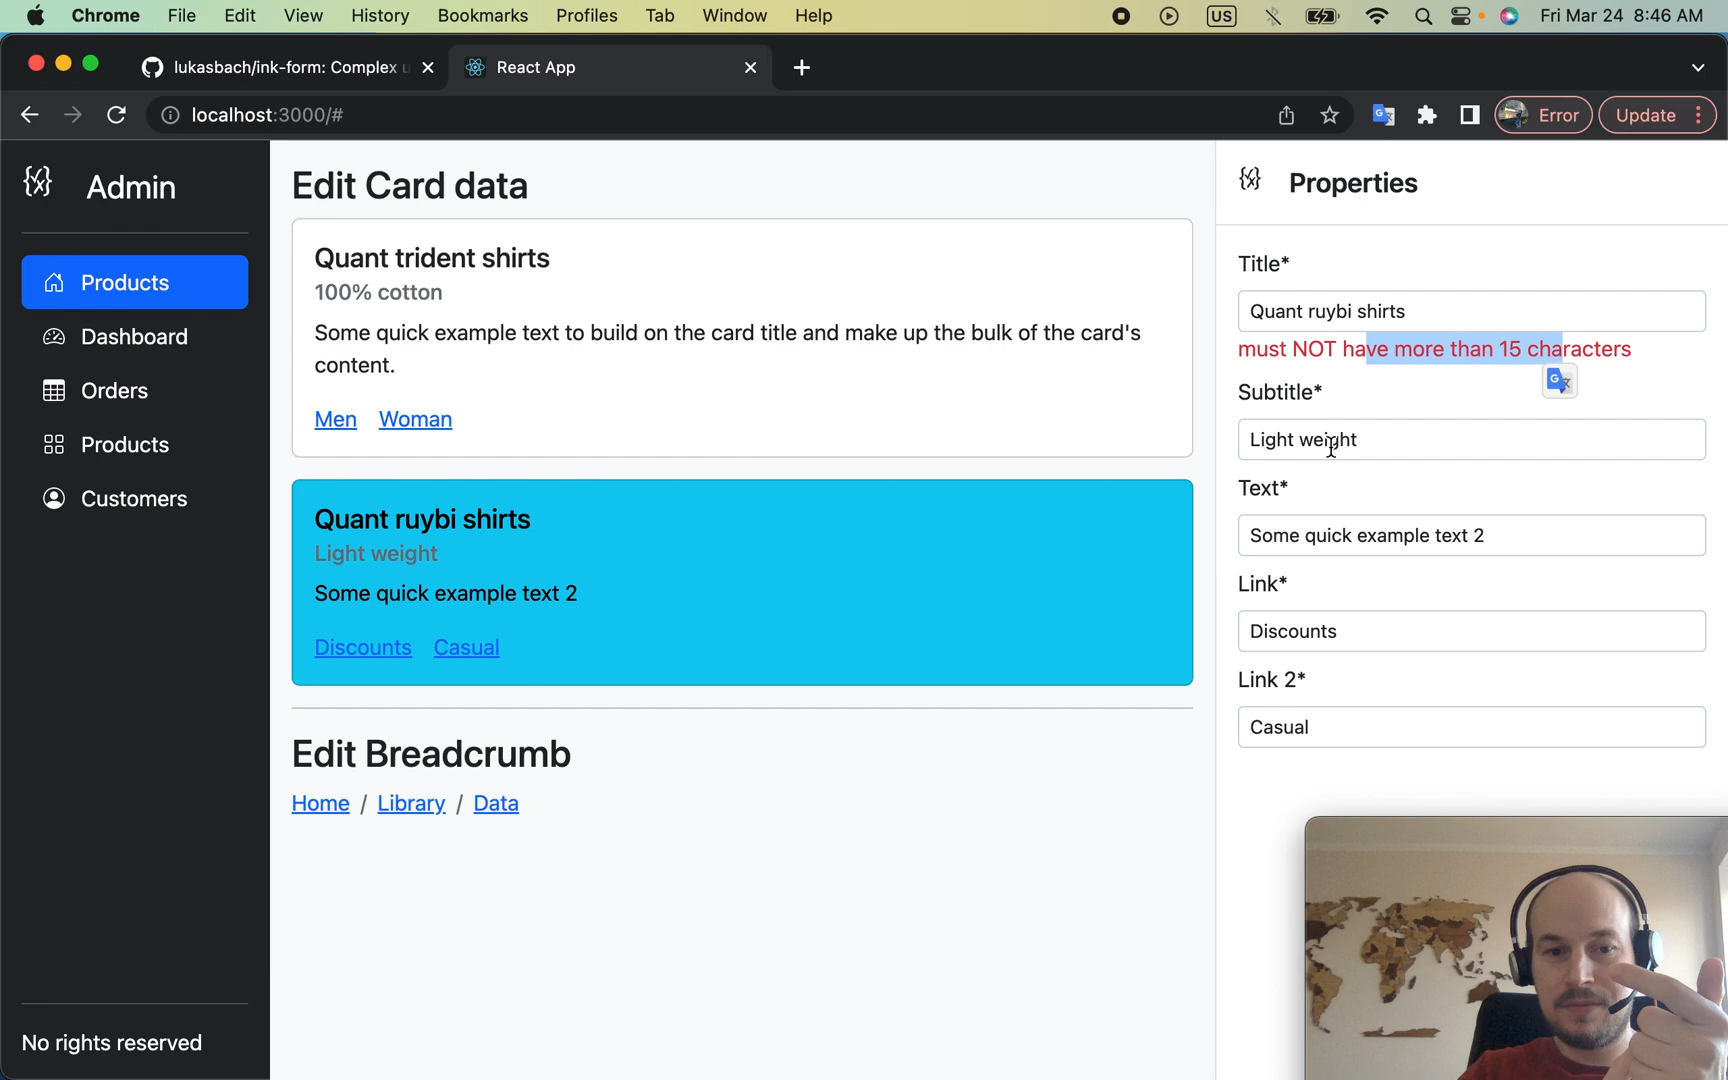 Chrome File Edit View History Bookmarks Profiles Tab Window Help US Fri Mar 24 8:46 AM
lukasbach/ink-form: Complex u React App
localhost:3000/# Error Update
{x} Admin
Products
Dashboard
Orders
Products
Customers
No rights reserved
Edit Card data
Quant trident shirts
100% cotton
Some quick example text to build on the card title and make up the bulk of the card's
content.
Men Woman
Quant ruybi shirts
Light weight
Some quick example text 2
Discounts Casual
Edit Breadcrumb
Home / Library / Data
{x} Properties
Title*
Quant ruybi shirts
must NOT have more than 15 characters
Subtitle*
Light weight
Text*
Some quick example text 2
Link*
Discounts
Link 2*
Casual